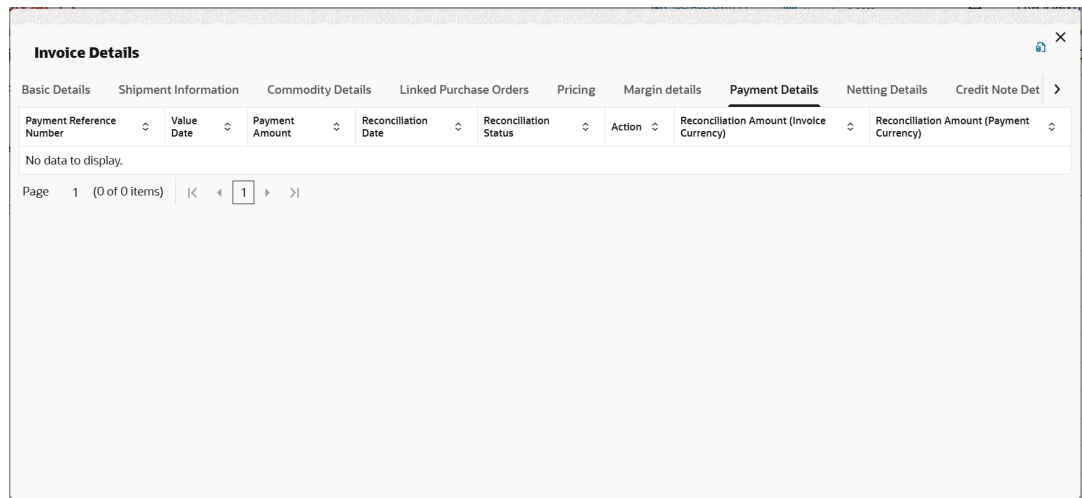 Invoice Details
Basic Details Shipment Information Commodity Details Linked Purchase Orders Pricing Margin details Payment Details Netting Details Credit Note Det
Payment Reference Number Value Date Payment Amount Reconciliation Date Reconciliation Status Action Reconciliation Amount (Invoice Currency) Reconciliation Amount (Payment Currency)
No data to display.
Page 1 (0 of 0 items) 1